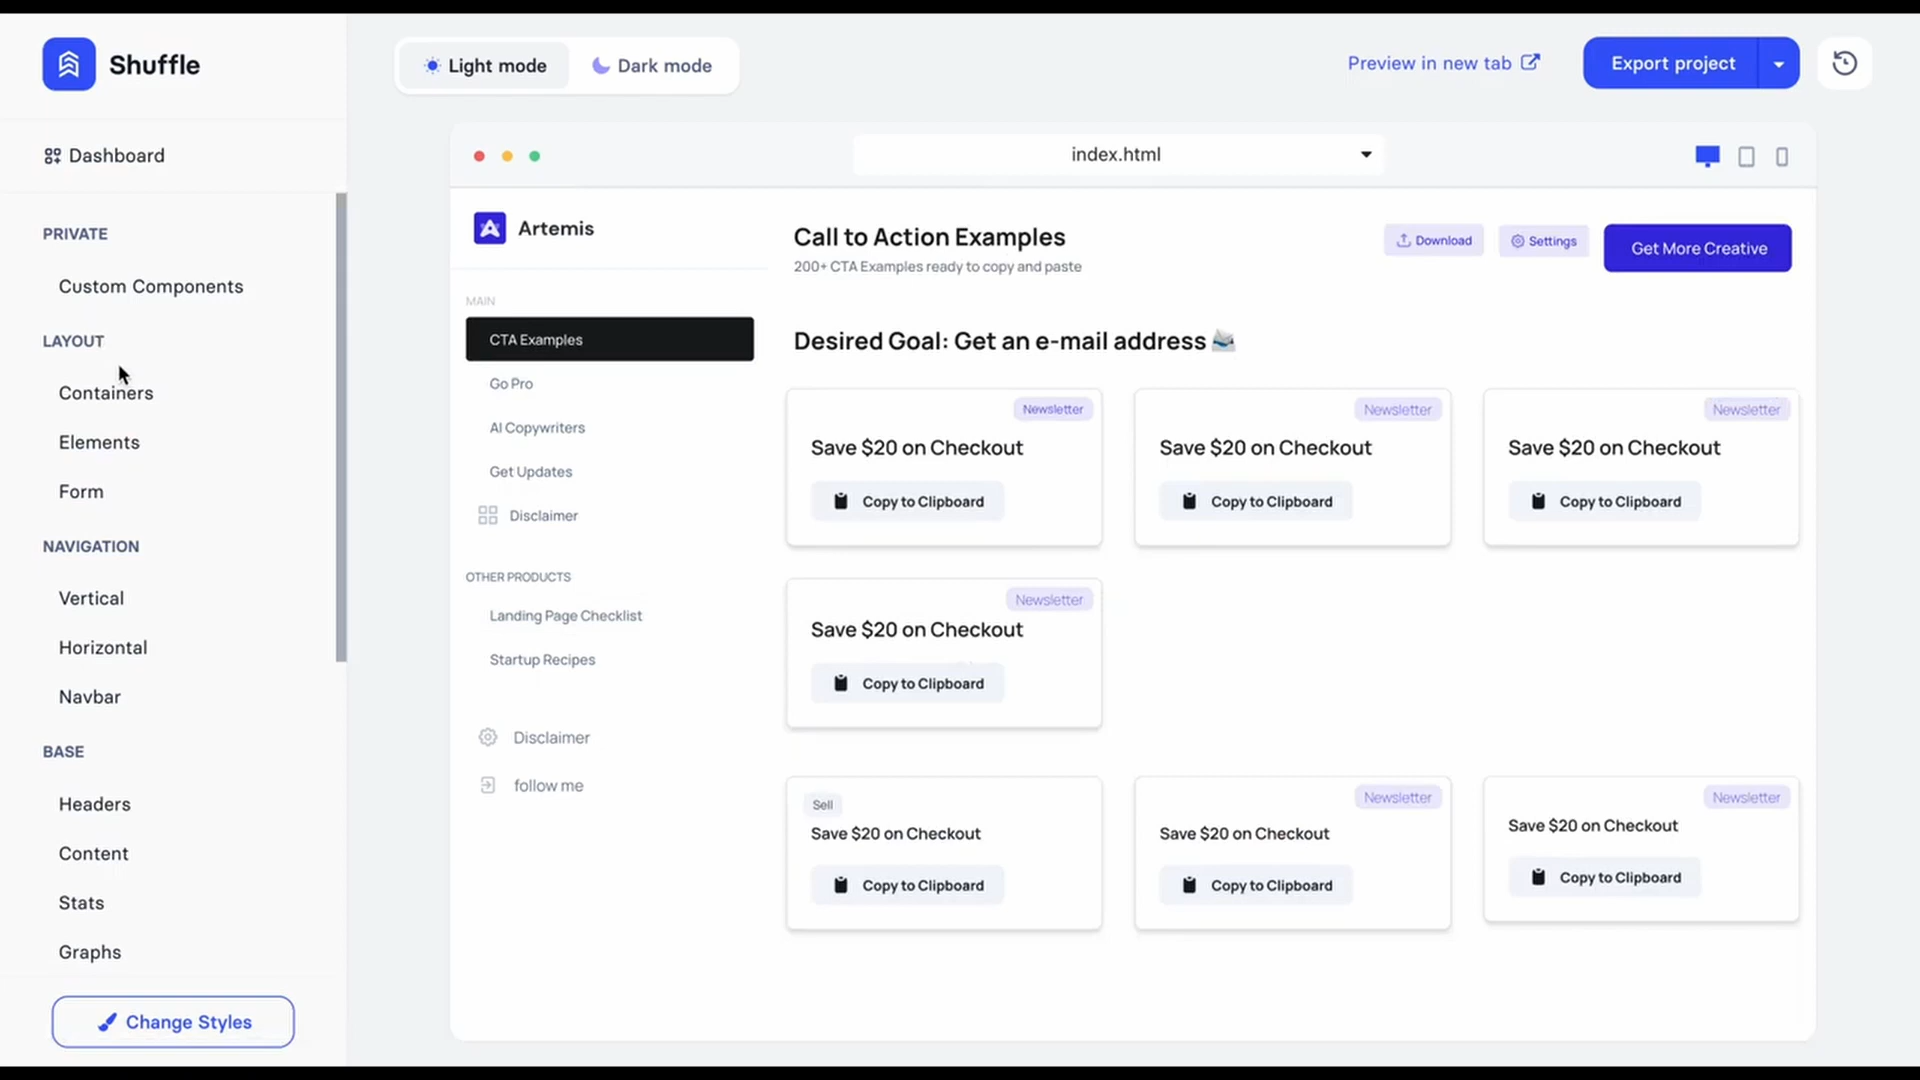 Shuffle
Light mode
Dark mode
Preview in new tab
Export project
Dashboard
PRIVATE
Custom Components
LAYOUT
Containers
Elements
Form
NAVIGATION
Vertical
Horizontal
Navbar
BASE
Headers
Content
Stats
Graphs
Change Styles
index.html
Artemis
MAIN
CTA Examples
Go Pro
AI Copywriters
Get Updates
Disclaimer
OTHER PRODUCTS
Landing Page Checklist
Startup Recipes
Disclaimer
follow me
Call to Action Examples
200+ CTA Examples ready to copy and paste
Download
Settings
Get More Creative
Desired Goal: Get an e-mail address
Newsletter
Save $20 on Checkout
Copy to Clipboard
Newsletter
Save $20 on Checkout
Copy to Clipboard
Newsletter
Save $20 on Checkout
Copy to Clipboard
Newsletter
Save $20 on Checkout
Copy to Clipboard
Sell
Save $20 on Checkout
Copy to Clipboard
Newsletter
Save $20 on Checkout
Copy to Clipboard
Newsletter
Save $20 on Checkout
Copy to Clipboard